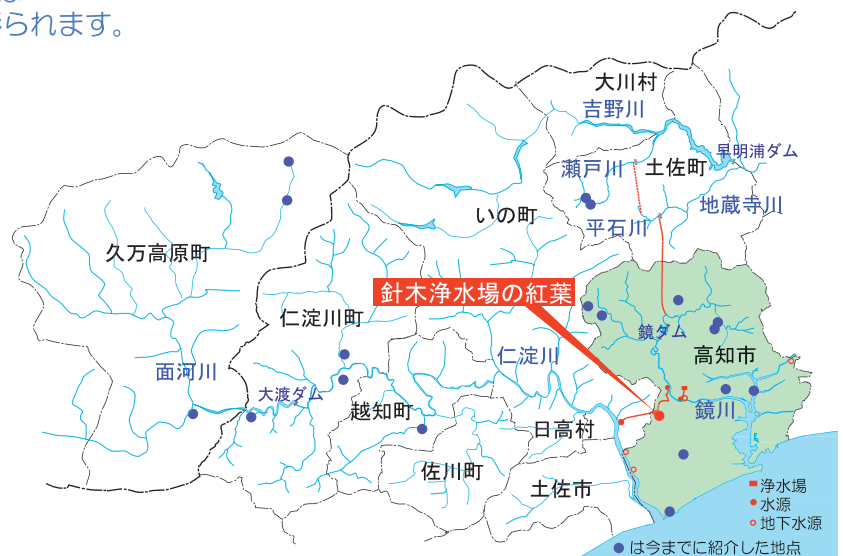 られます。
大川村
吉野川
早明浦ダム
瀬戸川
土佐町
地蔵寺川
いの町
平石川
久万高原町
針木浄水場の紅葉
仁淀川町
鏡ダム
高知市
仁淀川
面河川
大渡ダム
越知町
鏡川
日高村
佐川町
土佐市
浄水場
水源
地下水源
は今までに紹介した地点